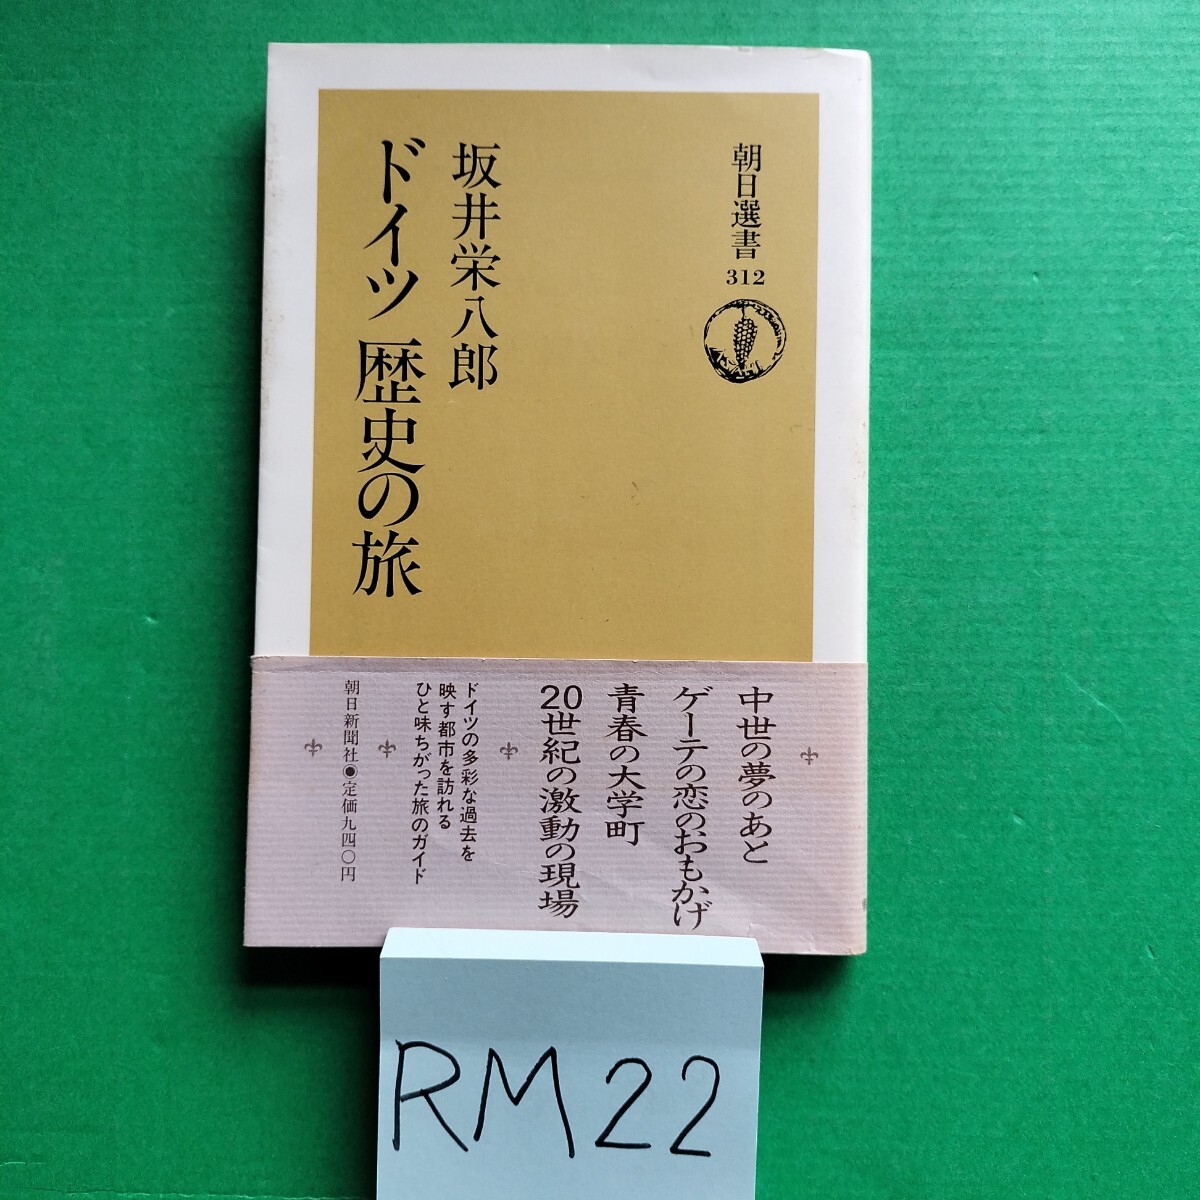 朝日選書
312
坂井栄八郎
ドイツ 歴史の旅
中世の夢のあと
ゲーテの恋のおもかげ
青春の大学町
20世紀の激動の現場
ドイツの多彩な過去を
映す都市を訪れる
ひと味ちがった旅のガイド
朝日新聞社◉定価九四〇円
RM22